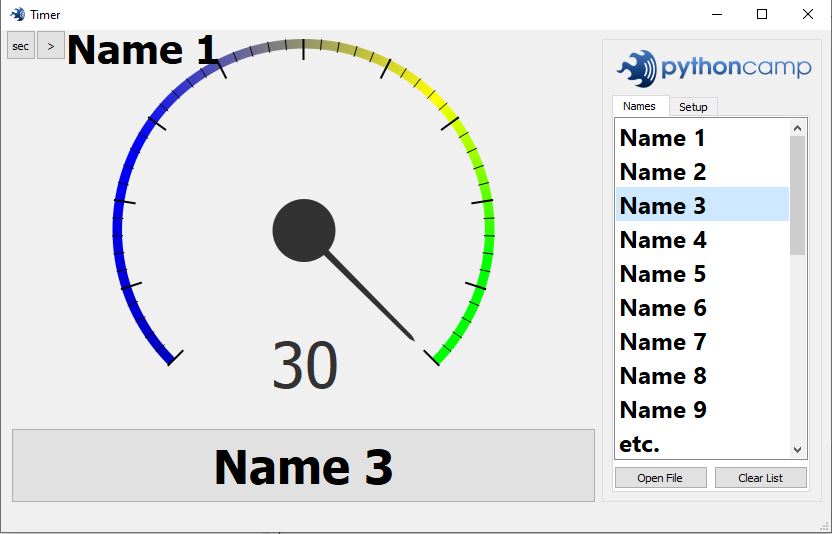 Timer
sec > Name 1
30
Name 3
pythoncamp
Names Setup
Name 1
Name 2
Name 3
Name 4
Name 5
Name 6
Name 7
Name 8
Name 9
etc.
Open File Clear List